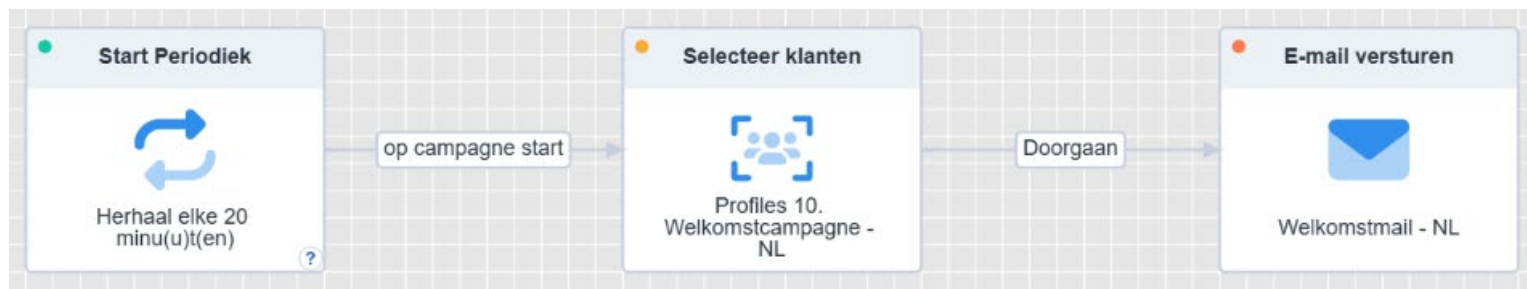 Start Periodiek
op campagne start
Herhaal elke 20
minu(u)t(en)
?
Selecteer klanten
Doorgaan
Profiles 10.
Welkomstcampagne -
NL
E-mail versturen
Welkomstmail - NL